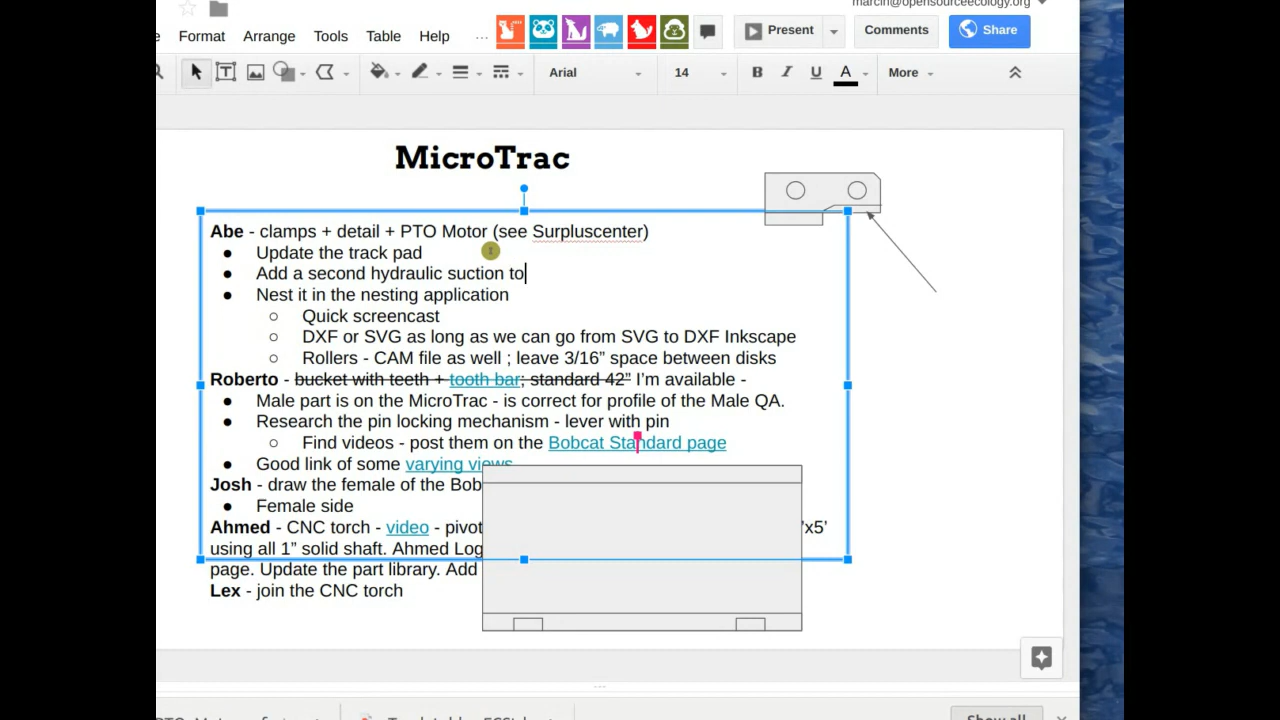 marcin@opensourceecology.org
Format Arrange Tools Table Help ... Present Comments Share
Arial 14 B I U A More
MicroTrac
Abe - clamps + detail + PTO Motor (see Surpluscenter)
● Update the track pad
● Add a second hydraulic suction to
● Nest it in the nesting application
○ Quick screencast
○ DXF or SVG as long as we can go from SVG to DXF Inkscape
○ Rollers - CAM file as well ; leave 3/16” space between disks
Roberto - bucket with teeth + tooth bar; standard 42” I’m available -
● Male part is on the MicroTrac - is correct for profile of the Male QA.
● Research the pin locking mechanism - lever with pin
○ Find videos - post them on the Bobcat Standard page
● Good link of some varying views
Josh - draw the female of the Bob
● Female side
Ahmed - CNC torch - video - pivot 'x5'
using all 1” solid shaft. Ahmed Log
page. Update the part library. Add
Lex - join the CNC torch
Show all